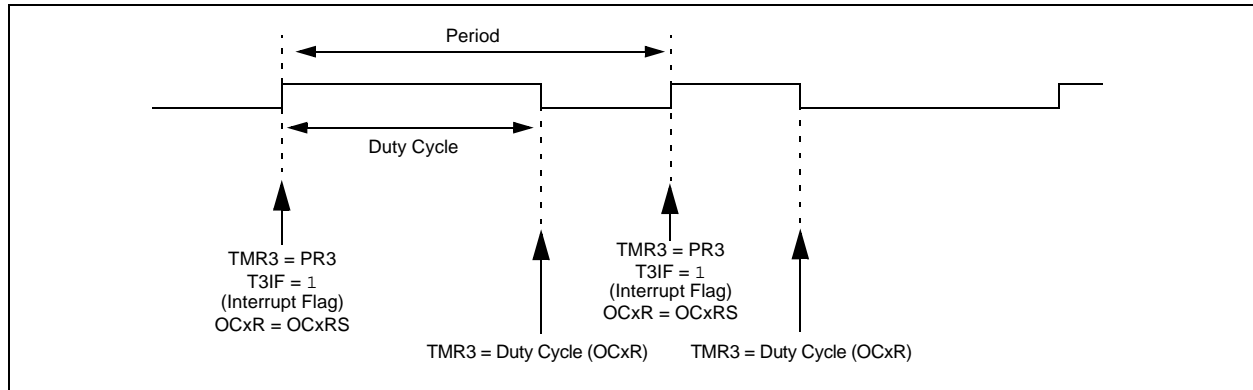 Period
Duty Cycle
TMR3 = PR3
T3IF = 1
(Interrupt Flag)
OCxR = OCxRS
TMR3 = Duty Cycle (OCxR)
TMR3 = PR3
T3IF = 1
(Interrupt Flag)
OCxR = OCxRS
TMR3 = Duty Cycle (OCxR)